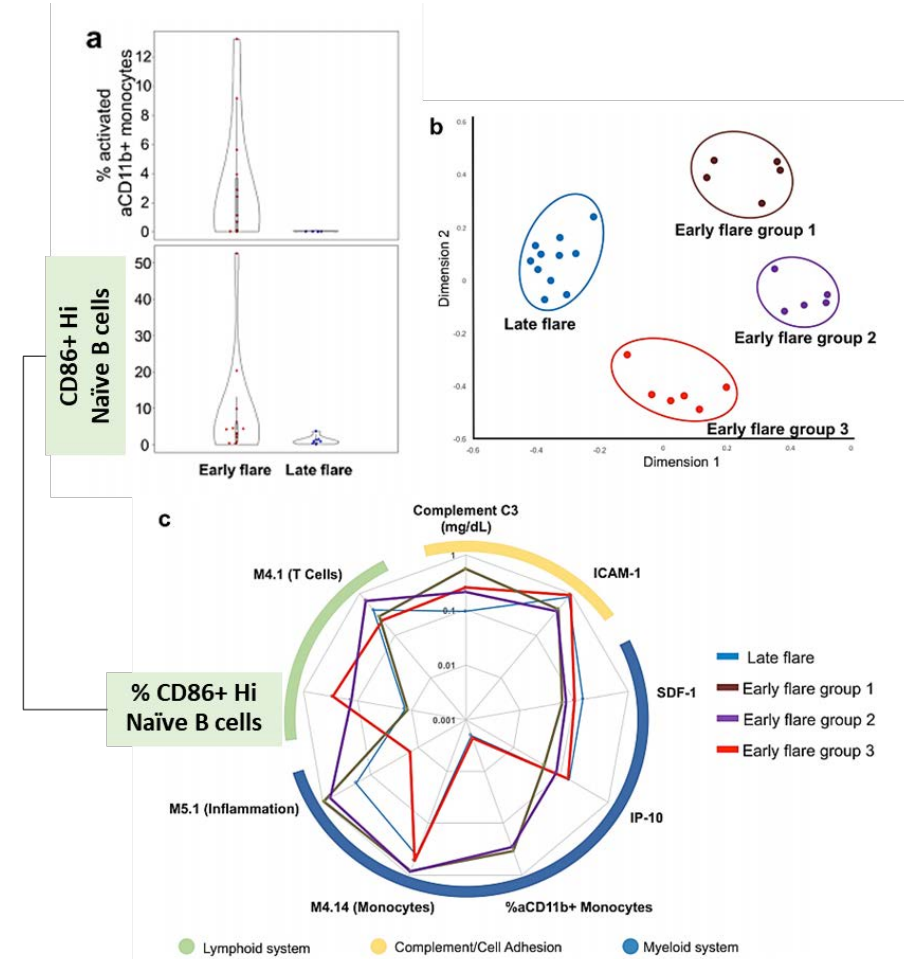 a
% activated
aCD11b+ monocytes
12
10
8
6
4
2
0
CD86+ Hi
Naïve B cells
50
40
30
20
10
0
Early flare Late flare
b
Dimension 2
0.6
0.4
0.2
0
-0.2
-0.4
-0.6
Early flare group 1
Late flare
Early flare group 2
Early flare group 3
-0.6 -0.4 -0.2 0 0.2 0.4 0
Dimension 1
c
Complement C3
(mg/dL)
M4.1 (T Cells)
ICAM-1
1
0.1
0.01
0.001
SDF-1
% CD86+ Hi
Naïve B cells
M5.1 (Inflammation)
IP-10
M4.14 (Monocytes)
%aCD11b+ Monocytes
Late flare
Early flare group 1
Early flare group 2
Early flare group 3
Lymphoid system Complement/Cell Adhesion Myeloid system